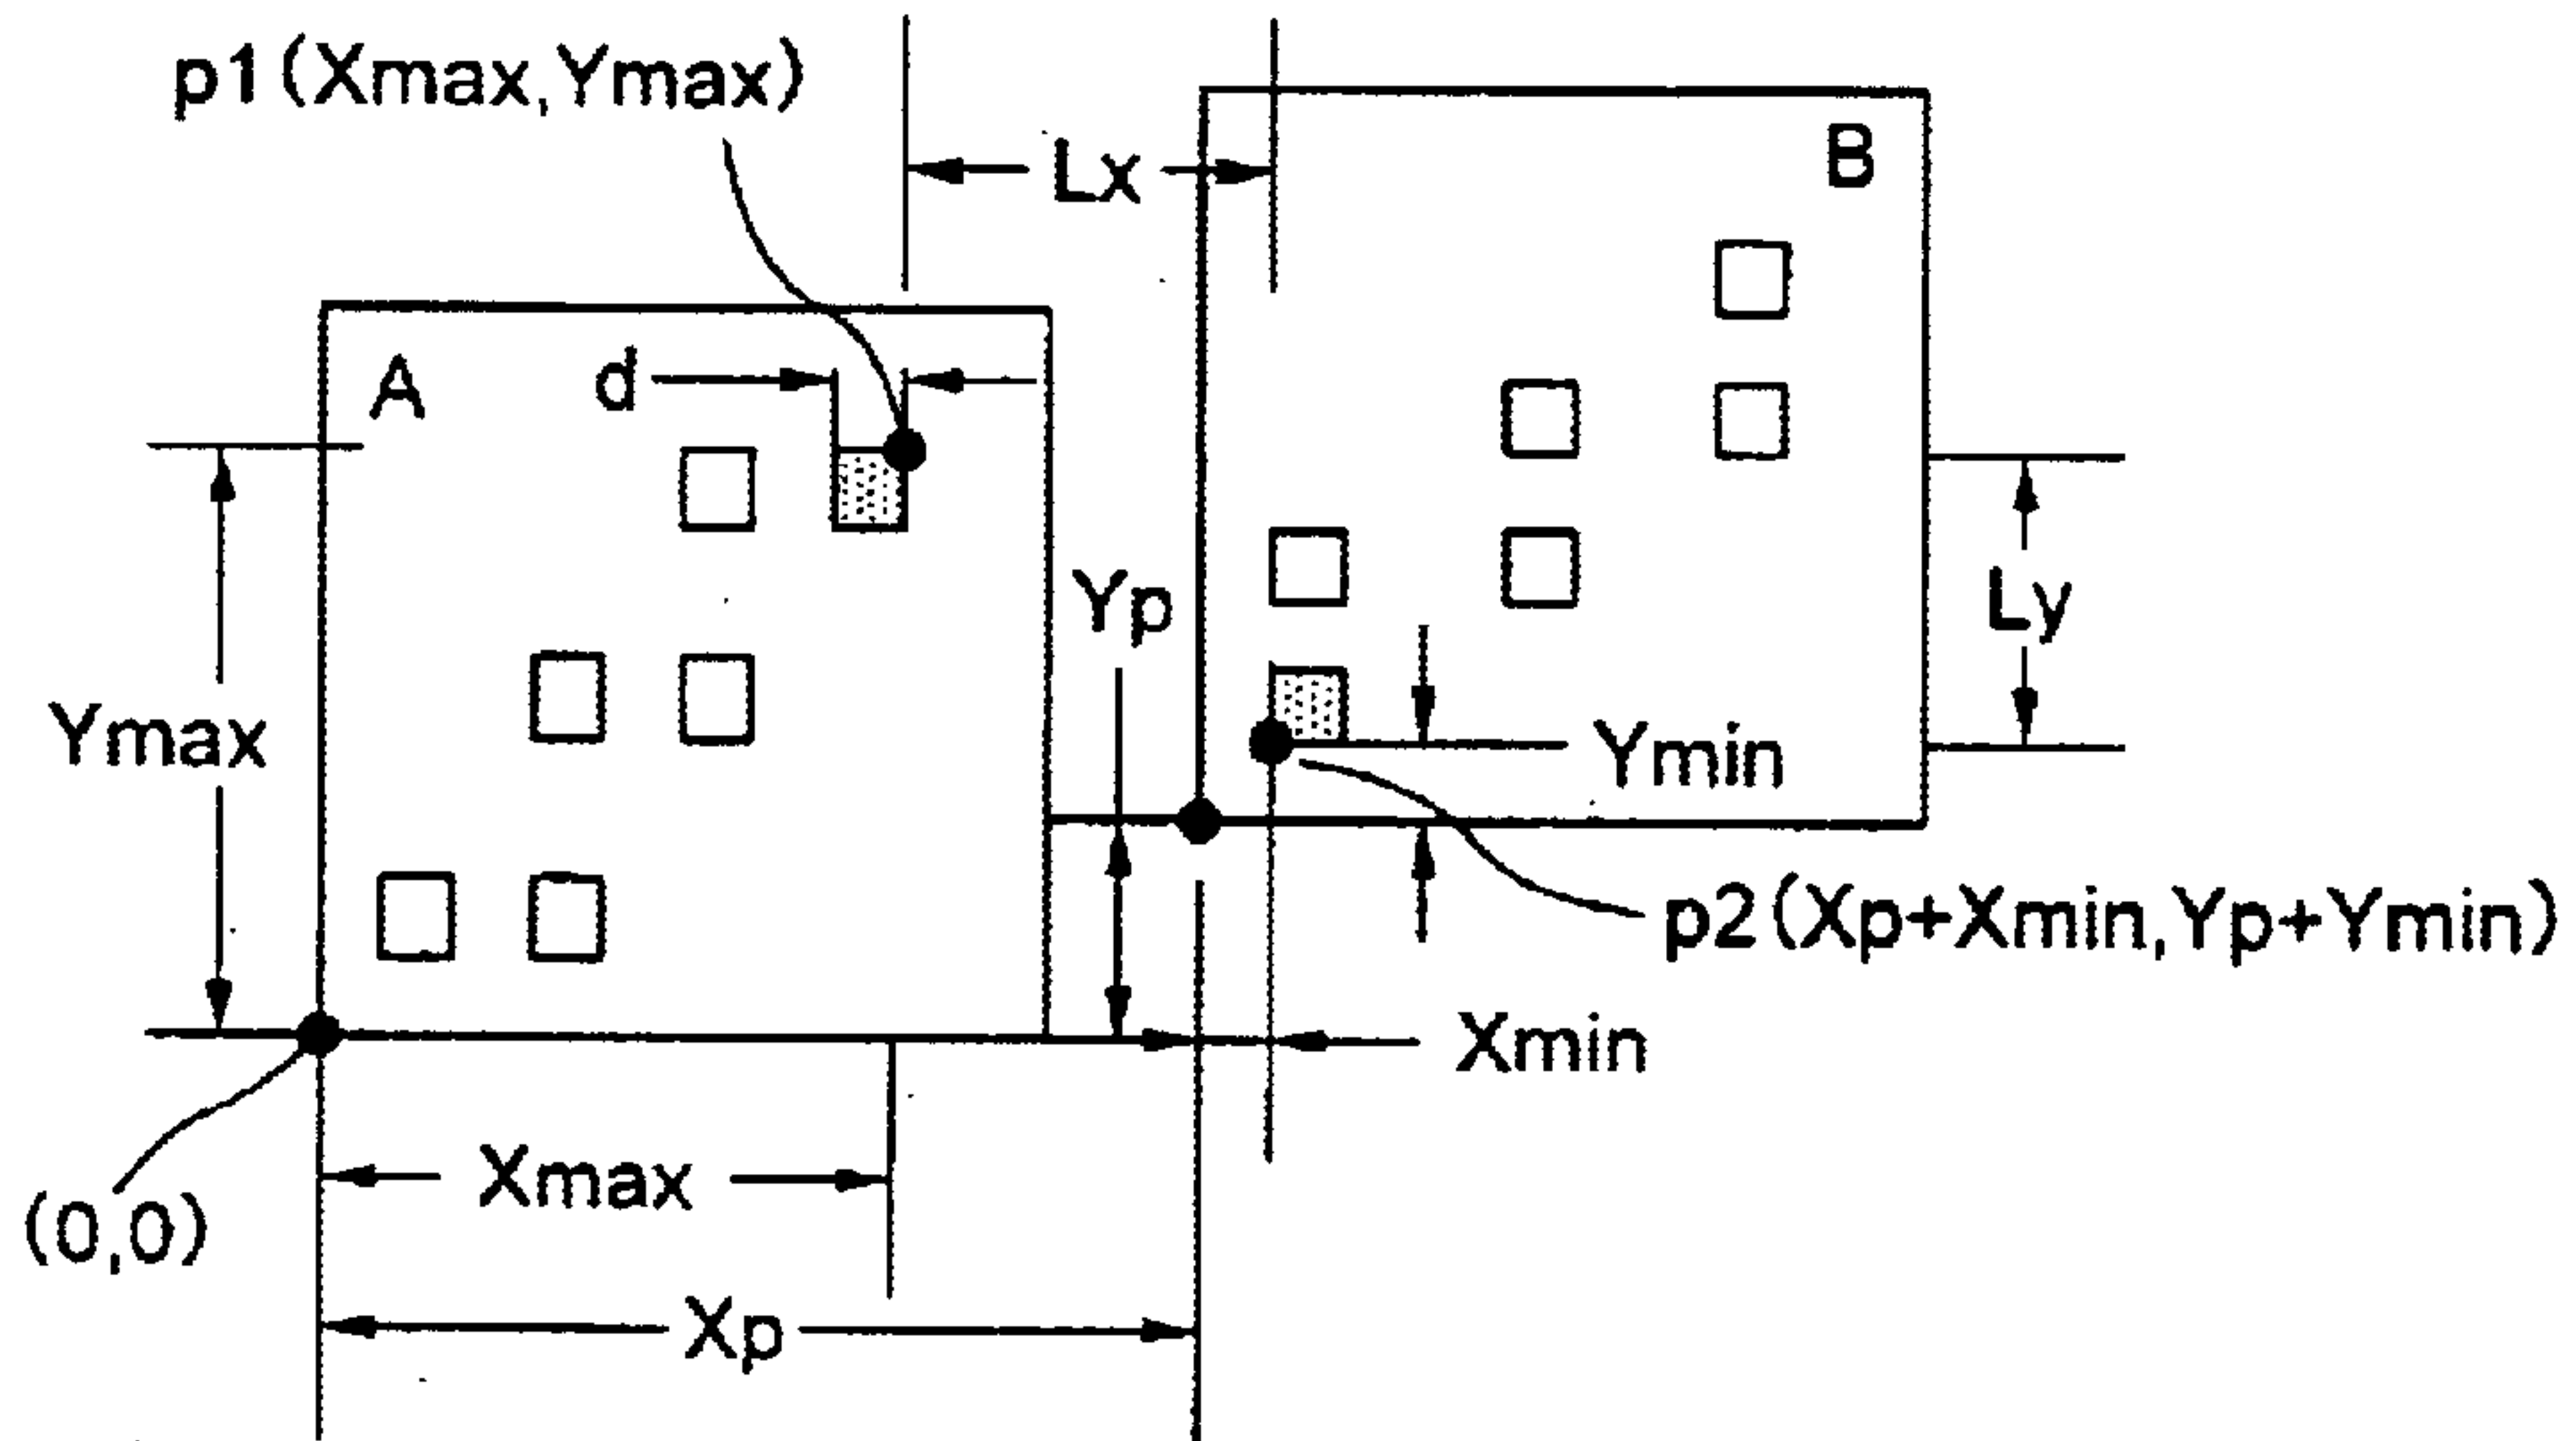 p1(Xmax,Ymax)
Lx
B
A
d
Yp
Ly
Ymax
Ymin
p2(Xp+Xmin,Yp+Ymin)
Xmin
Xmax
(0,0)
Xp